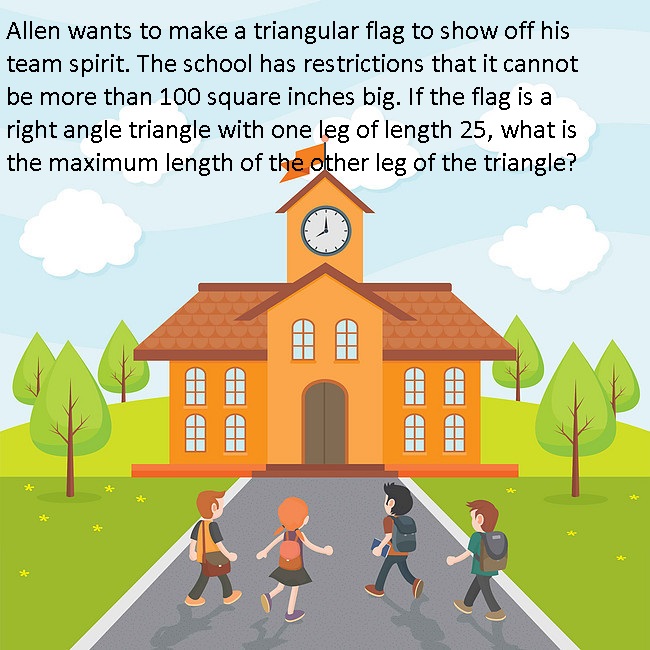 Allen wants to make a triangular flag to show off his
team spirit. The school has restrictions that it cannot
be more than 100 square inches big. If the flag is a
right angle triangle with one leg of length 25, what is
the maximum length of the other leg of the triangle?